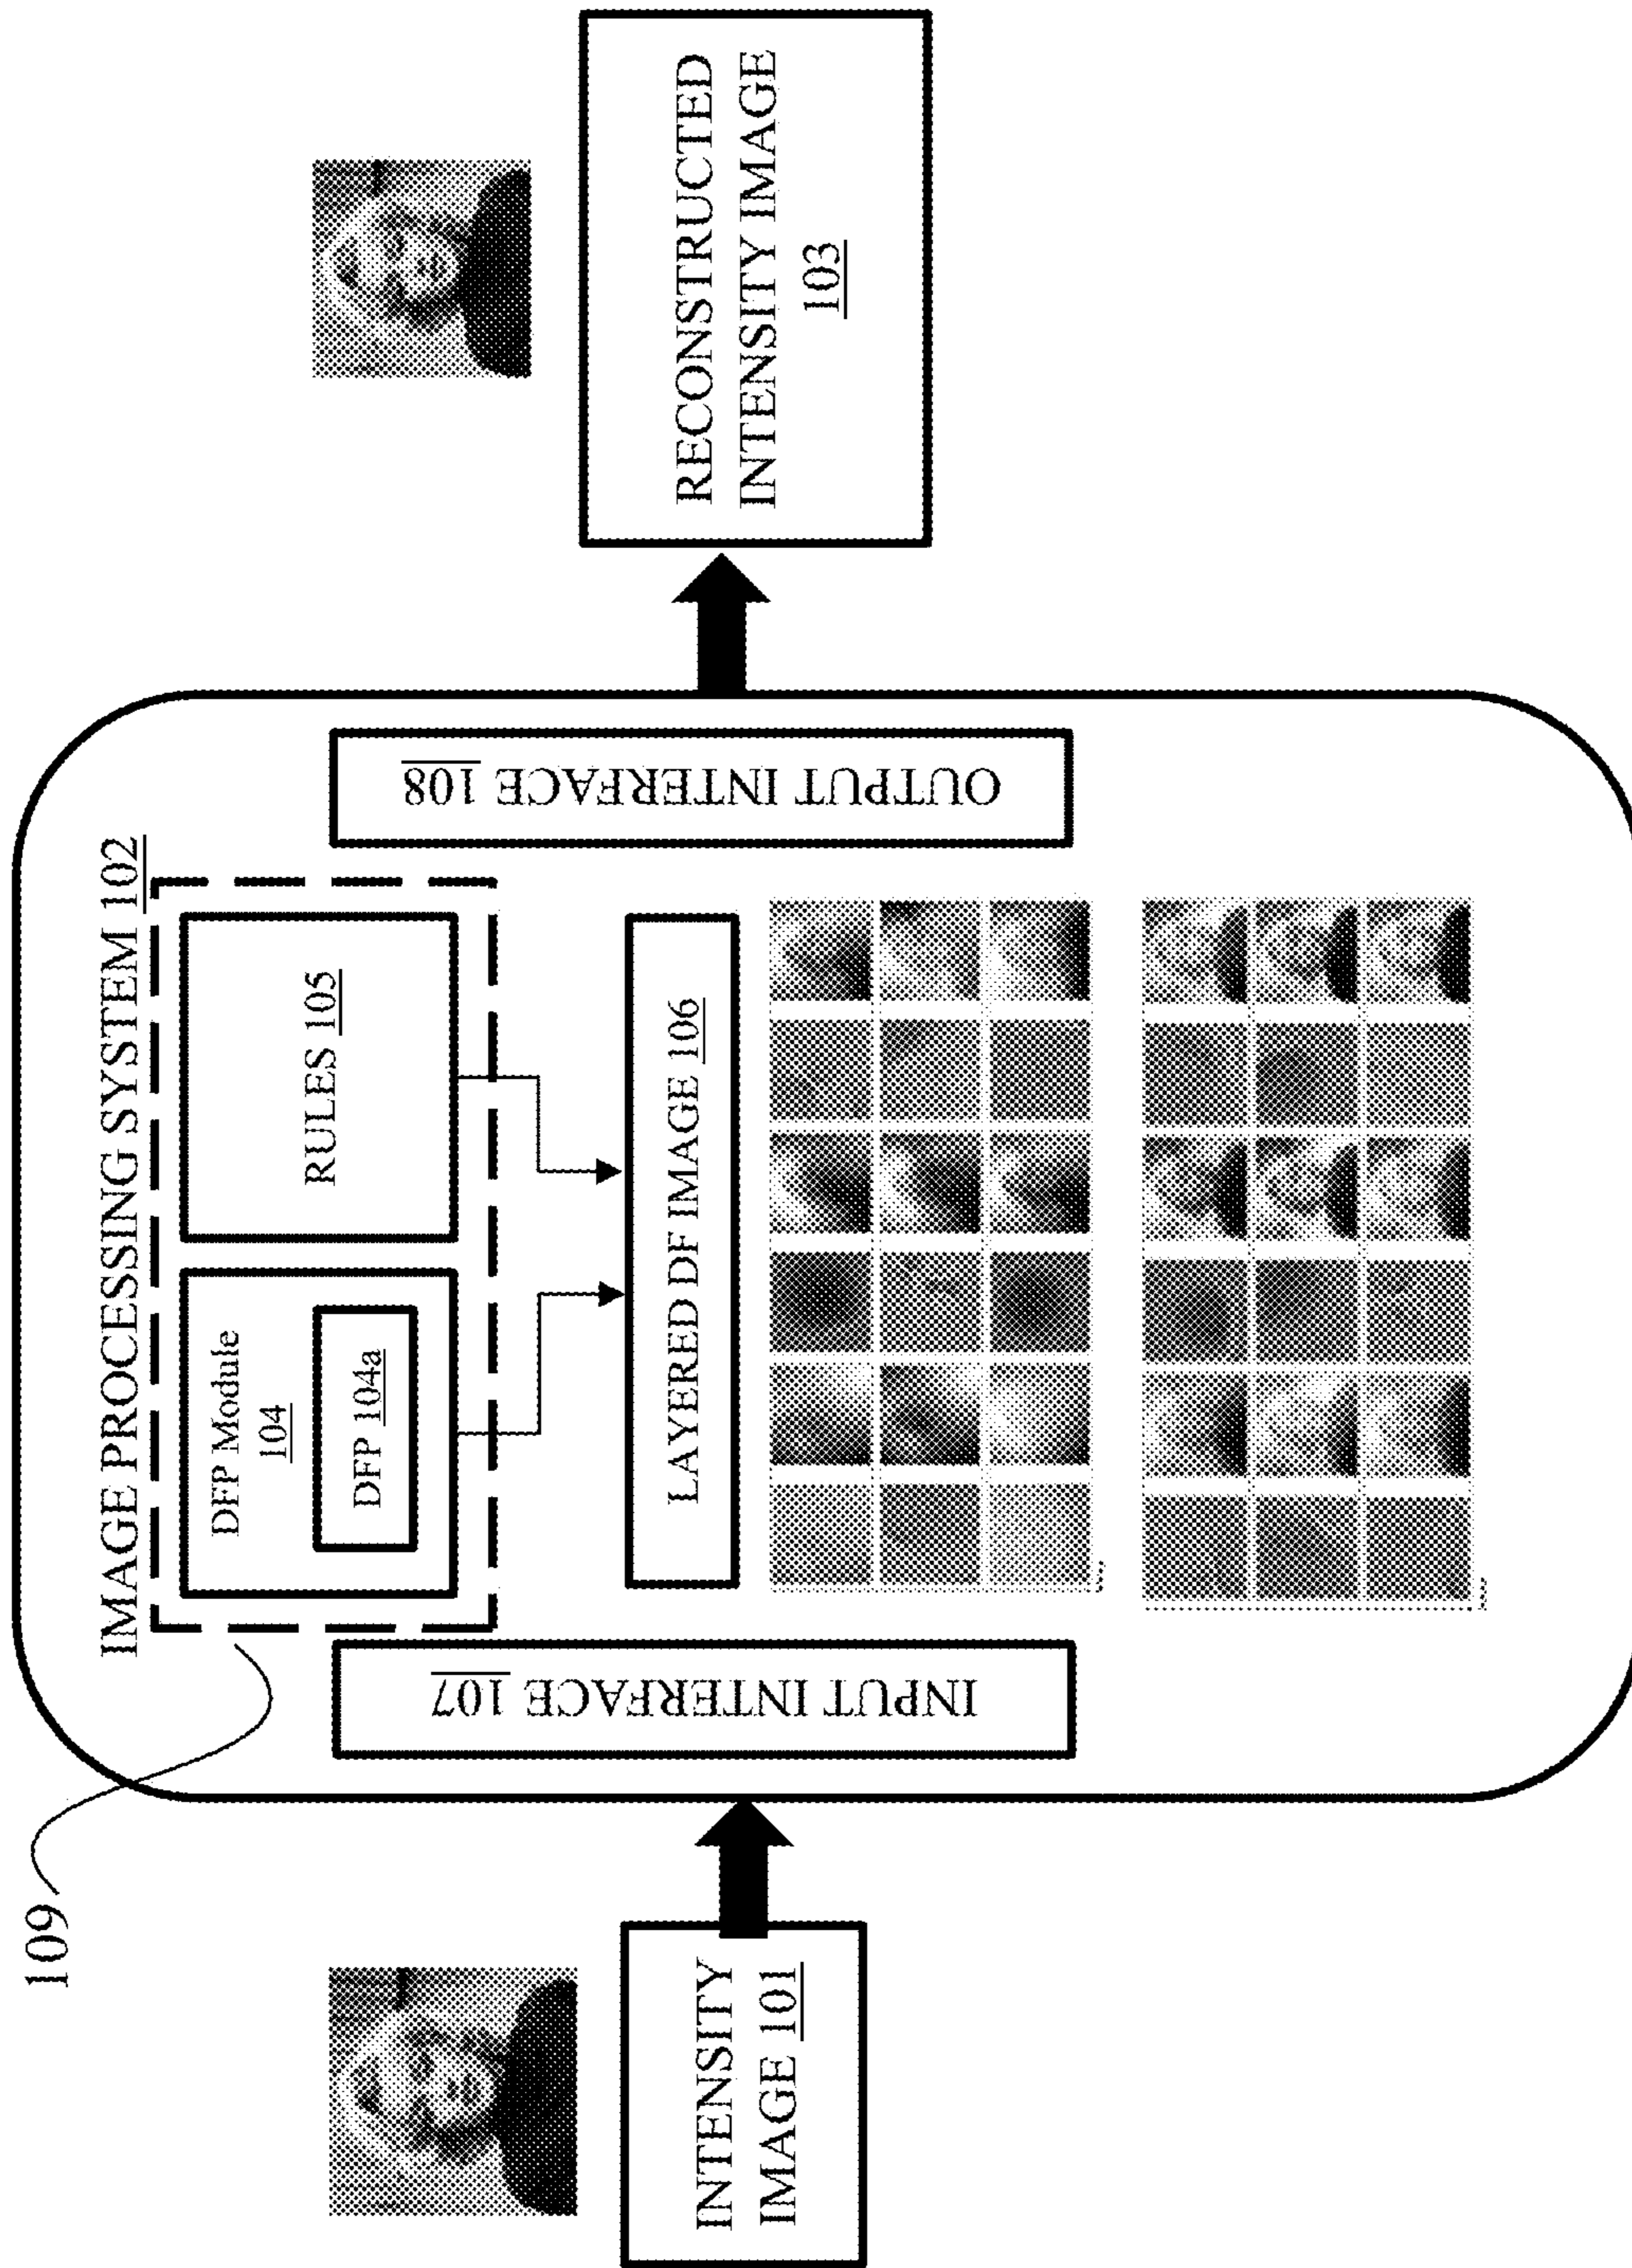 109
IMAGE PROCESSING SYSTEM 102
INTENSITY
IMAGE 101
INPUT INTERFACE 107
DFP Module
104
DFP 104a
RULES 105
LAYERED DF IMAGE 106
OUTPUT INTERFACE 108
RECONSTRUCTED
INTENSITY IMAGE
103